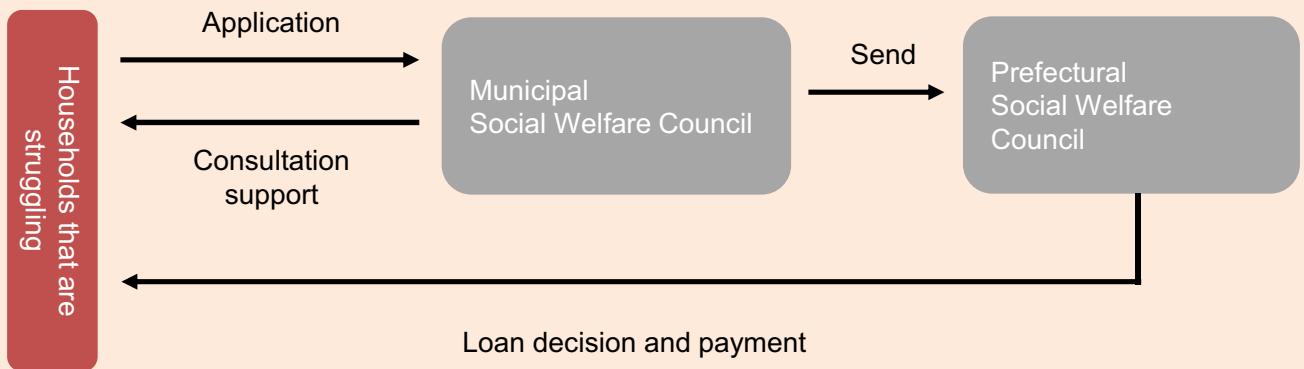 Households that are
struggling
Application
Consultation
support
Municipal
Social Welfare Council
Send
Prefectural
Social Welfare
Council
Loan decision and payment